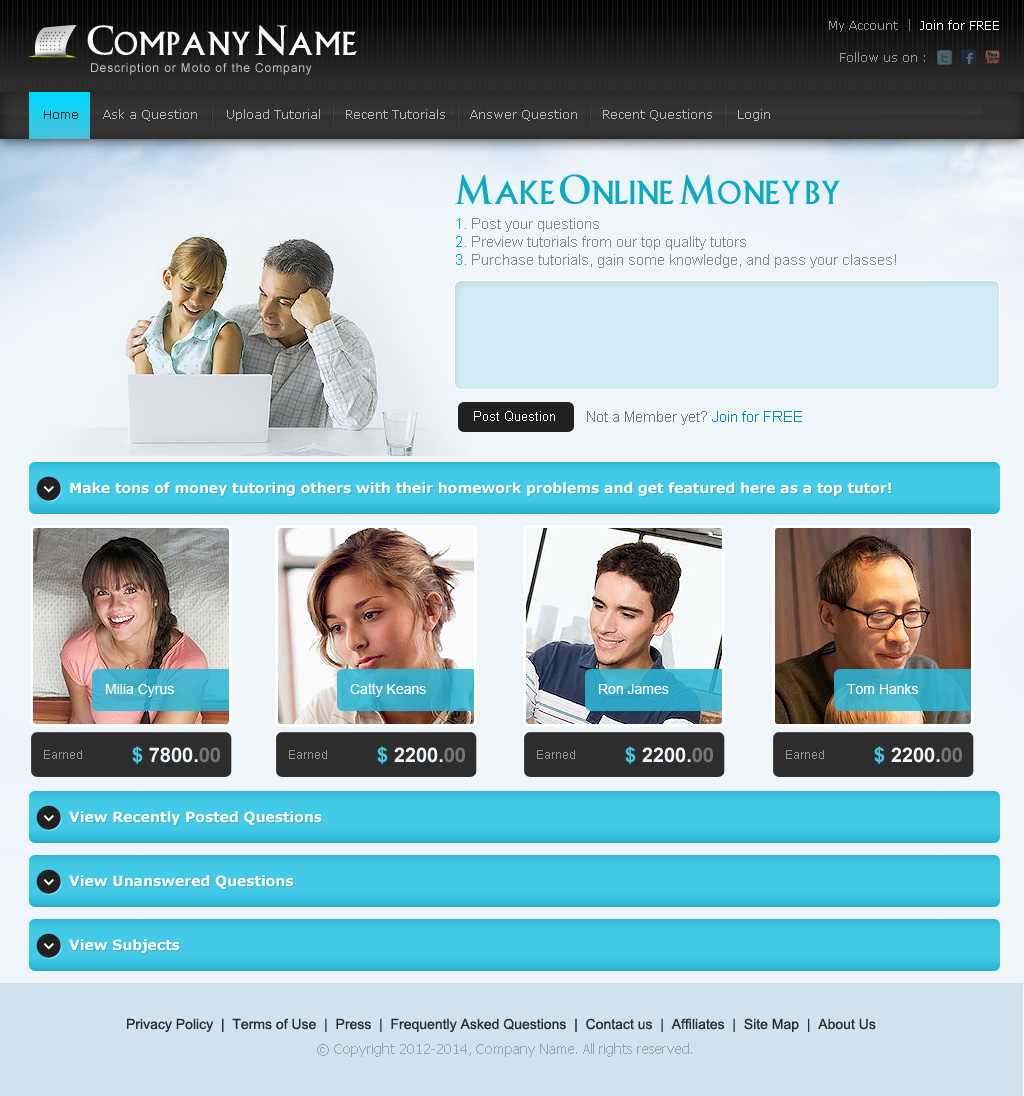 My Account | Join for FREE
COMPANY NAME
Description or Moto of the Company
Follow us on :
Home
Ask a Question
Upload Tutorial
Recent Tutorials
Answer Question
Recent Questions
Login
MAKE ONLINE MONEY BY
1. Post your questions
2. Preview tutorials from our top quality tutors
3. Purchase tutorials, gain some knowledge, and pass your classes!
Post Question
Not a Member yet? Join for FREE
Make tons of money tutoring others with their homework problems and get featured here as a top tutor!
Milia Cyrus
Catty Keans
Ron James
Tom Hanks
Earned $ 7800.00
Earned $ 2200.00
Earned $ 2200.00
Earned $ 2200.00
View Recently Posted Questions
View Unanswered Questions
View Subjects
Privacy Policy | Terms of Use | Press | Frequently Asked Questions | Contact us | Affiliates | Site Map | About Us
© Copyright 2012-2014, Company Name. All rights reserved.